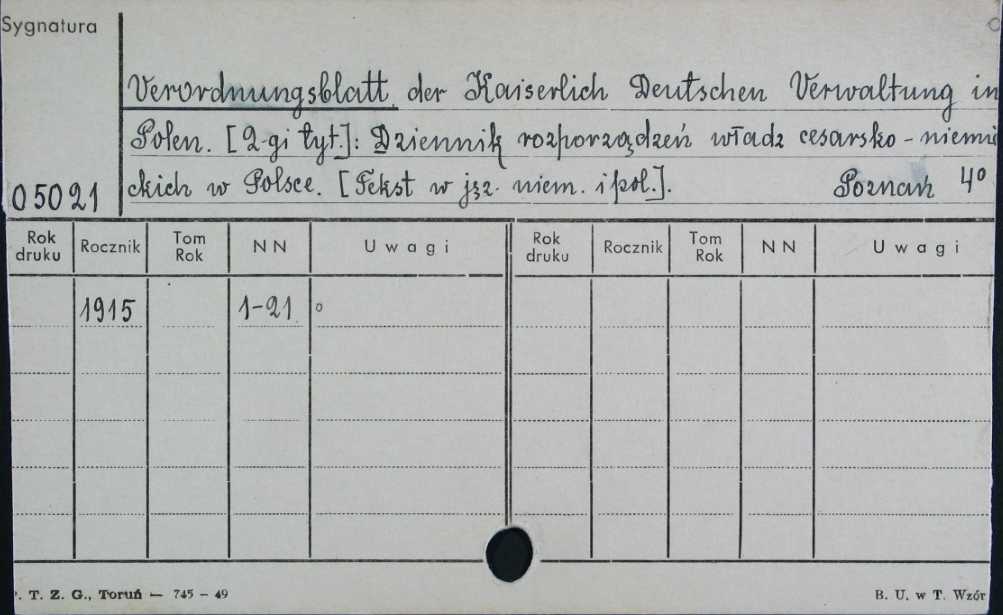 Sygnatura
Verordnungsblatt der Kaiserlich Deutschen Verwaltung in
Polen. [2-gi tyt.]: Dziennik rozporządzeń władz cesarsko - niemie
ckich w Polsce. [Tekst w jęz. niem. i pol.]. Poznań 4°
05021
Rok druku Rocznik Tom Rok NN Uwagi Rok druku Rocznik Tom Rok NN Uwagi
1915 1-21
. T. Z. G., Toruń — 745 - 49 B. U. w T. Wzór